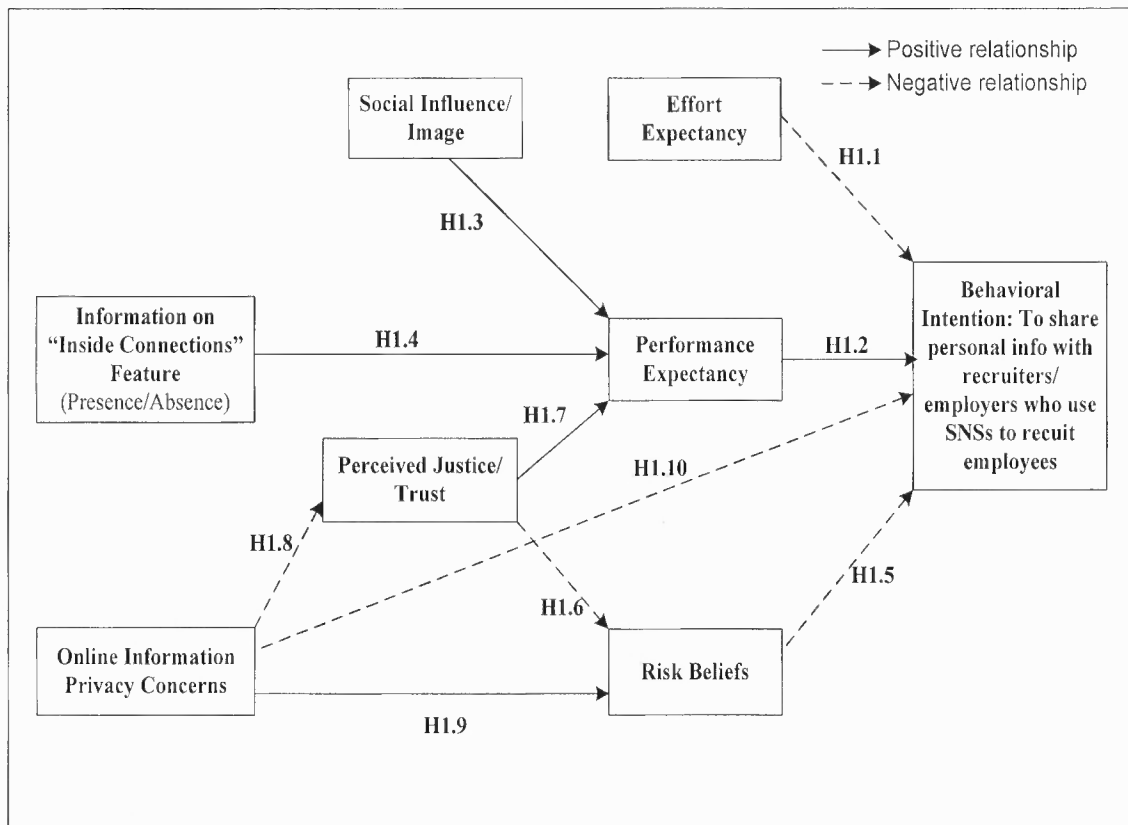 Positive relationship
Negative relationship
Social Influence/
Image
Effort
Expectancy
H1.1
H1.3
Information on
“Inside Connections”
Feature
(Presence/Absence)
H1.4
Performance
Expectancy
H1.2
Behavioral
Intention: To share
personal info with
recruiters/
employers who use
SNSs to recuit
employees
H1.7
Perceived Justice/
Trust
H1.10
H1.8
H1.6
H1.5
Online Information
Privacy Concerns
Risk Beliefs
H1.9